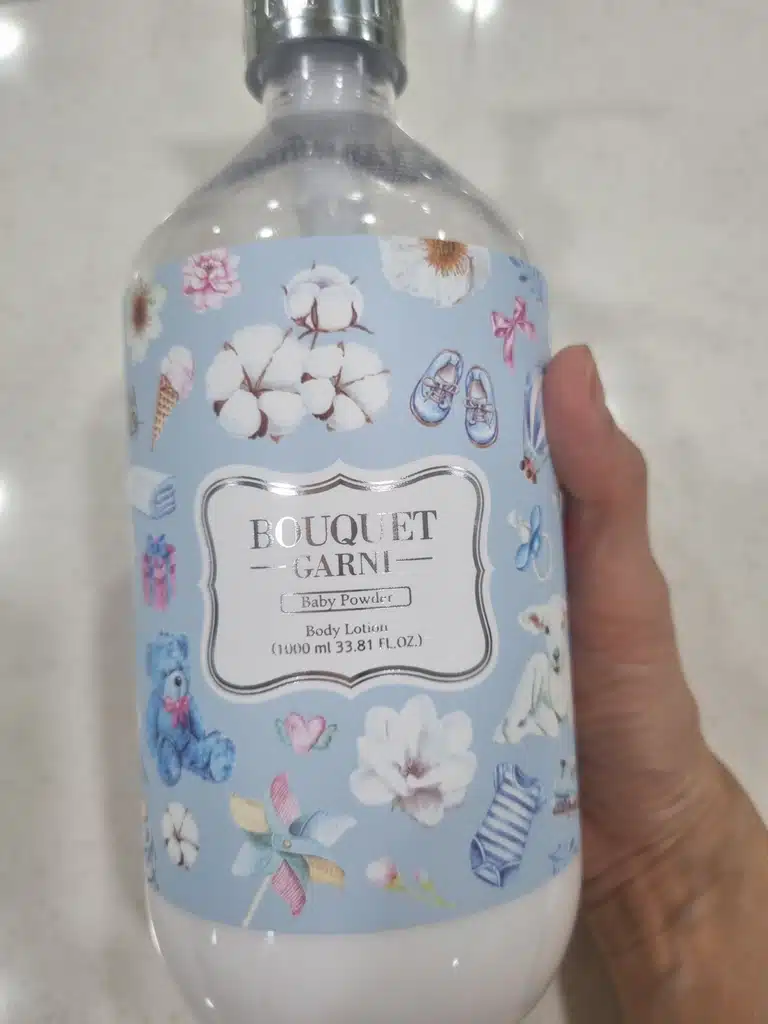 BOUQUET
GARNI
Baby Powder
Body Lotion
(1000 ml 33.81 FL.OZ.)